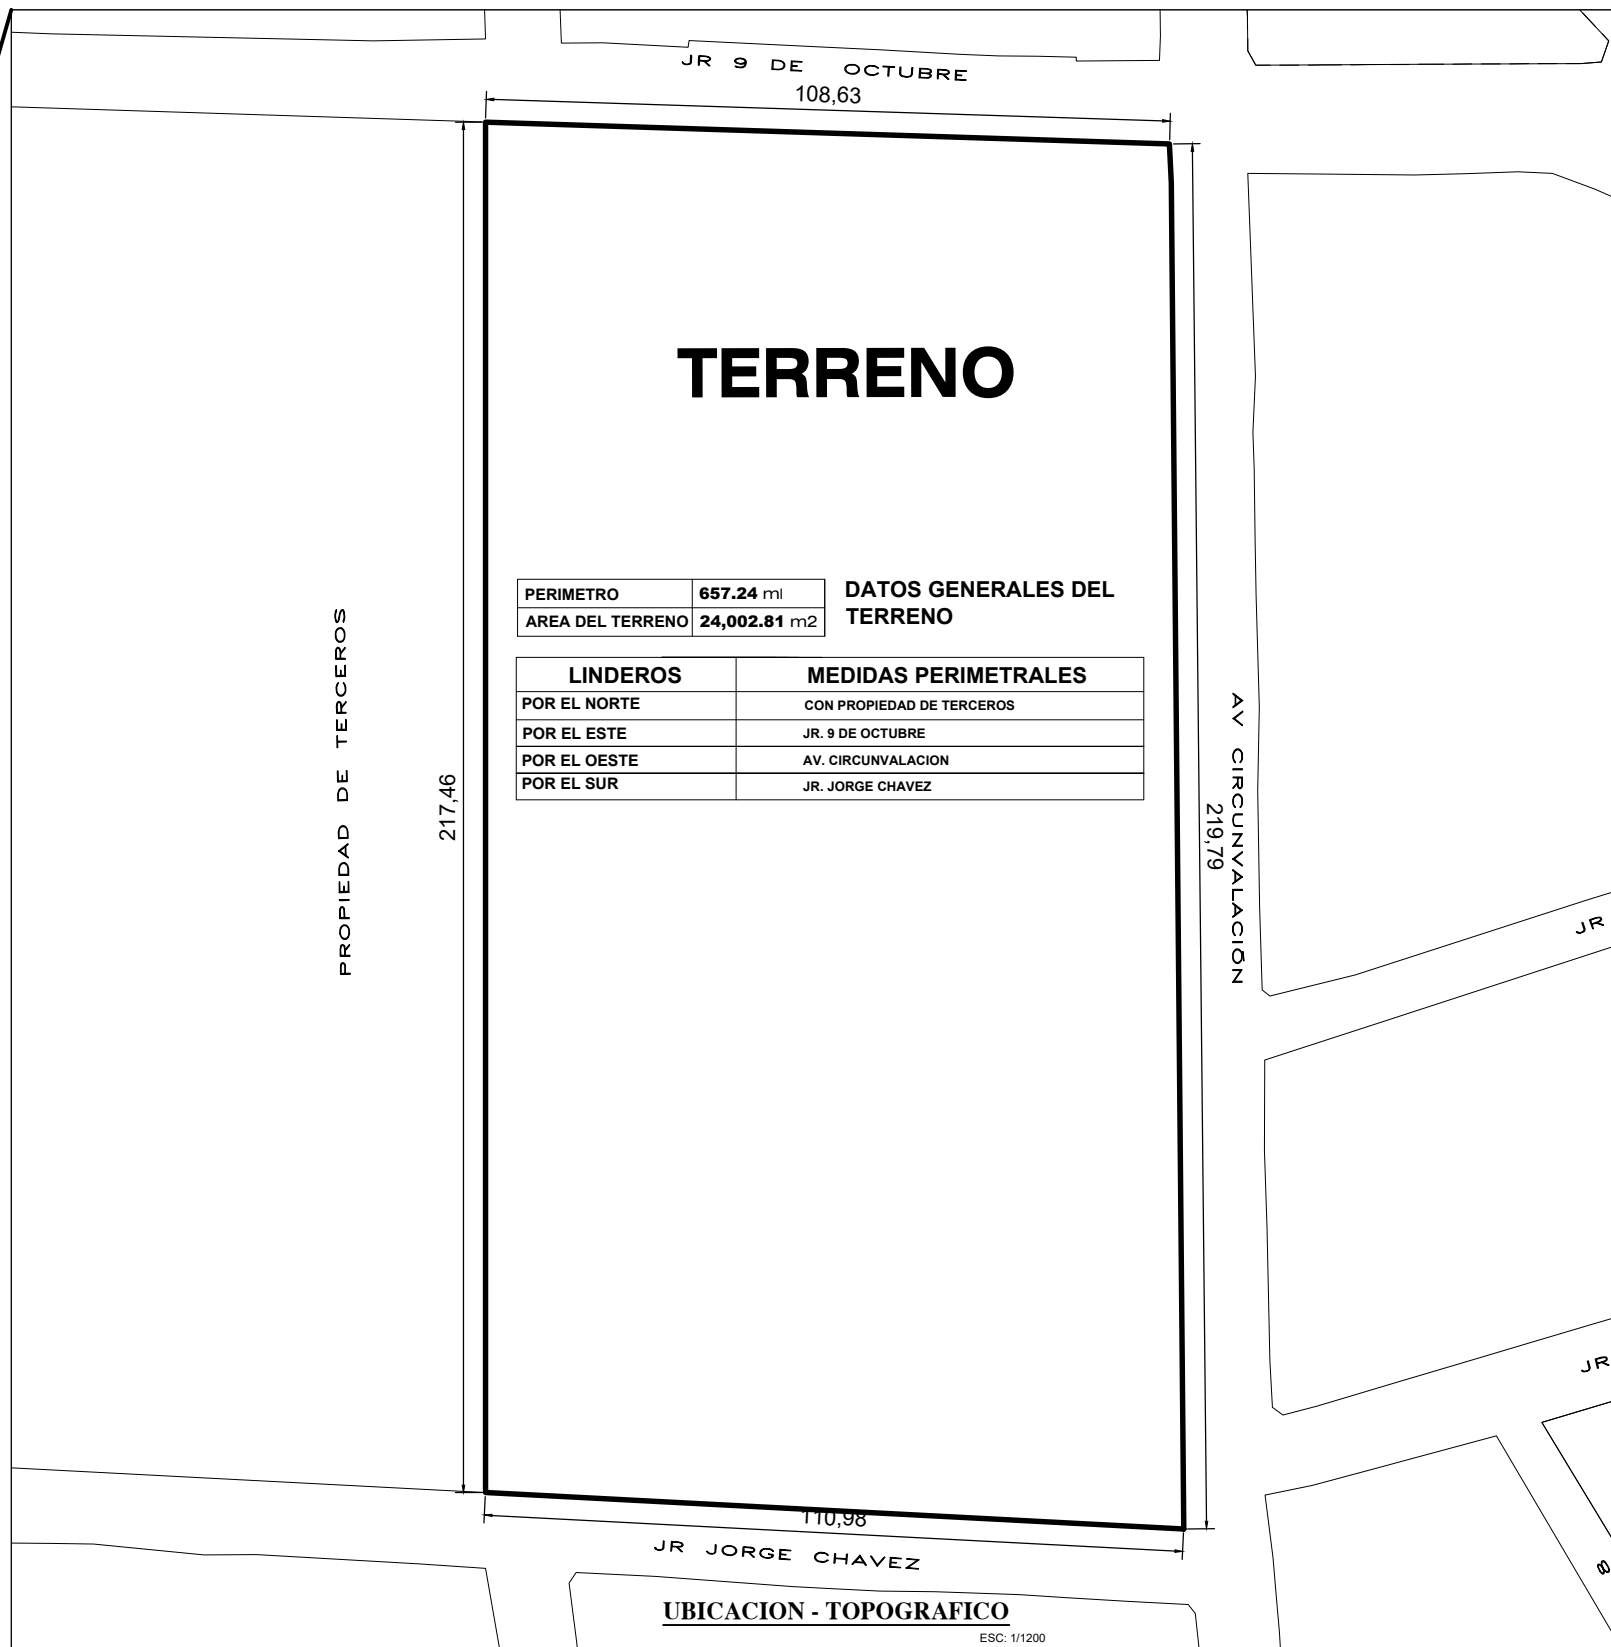 JR 9 DE OCTUBRE
108,63
TERRENO
PERIMETRO 657.24 ml
AREA DEL TERRENO 24,002.81 m2
DATOS GENERALES DEL
TERRENO
LINDEROS MEDIDAS PERIMETRALES
POR EL NORTE CON PROPIEDAD DE TERCEROS
POR EL ESTE JR. 9 DE OCTUBRE
POR EL OESTE AV. CIRCUNVALACION
POR EL SUR JR. JORGE CHAVEZ
PROPIEDAD DE TERCEROS
217,46
219,79
AV CIRCUNVALACIÓN
JR
JR
110,98
JR JORGE CHAVEZ
8
UBICACION - TOPOGRAFICO
ESC: 1/1200